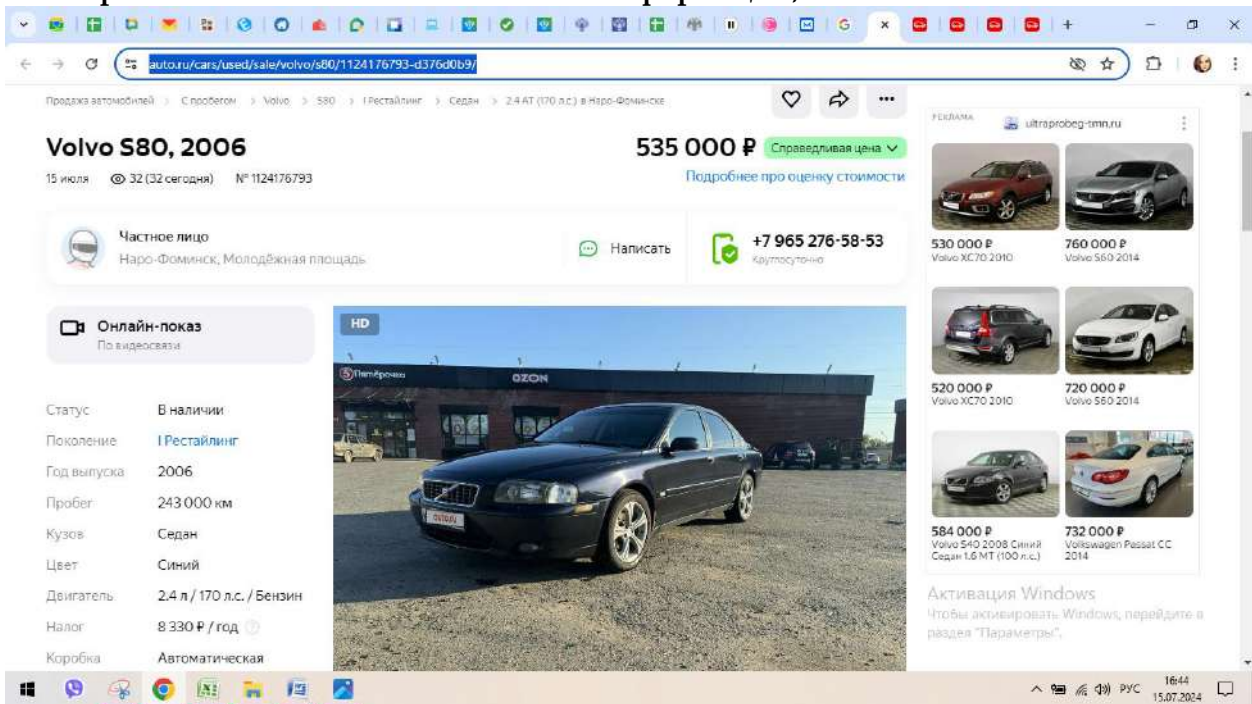 auto.ru/cars/used/sale/volvo/s80/1124176793-d376d0b9/
Продажа автомобилей > С пробегом > Volvo > S80 > I Рестайлинг > Седан > 2.4 AT (170 л.с.) в Наро-Фоминске
Volvo S80, 2006
535 000 ₽ Справедливая цена
15 июля 32 (32 сегодня) № 1124176793
Подробнее про оценку стоимости
Частное лицо
Наро-Фоминск, Молодёжная площадь
Написать
+7 965 276-58-53
Круглосуточно
Онлайн-показ
По видеосвязи
HD
Пятёрочка
OZON
Статус В наличии
Поколение I Рестайлинг
Год выпуска 2006
Пробег 243 000 км
Кузов Седан
Цвет Синий
Двигатель 2.4 л / 170 л.с. / Бензин
Налог 8 330 ₽ / год
Коробка Автоматическая
РЕКЛАМА
ultraprobeg-tmn.ru
530 000 ₽
Volvo XC70 2010
760 000 ₽
Volvo S60 2014
520 000 ₽
Volvo XC70 2010
720 000 ₽
Volvo S60 2014
584 000 ₽
Volvo S40 2008 Синий
Седан 1.6 MT (100 л.с.)
732 000 ₽
Volkswagen Passat CC
2014
Активация Windows
Чтобы активировать Windows, перейдите в
раздел "Параметры".
РУС
16:44
15.07.2024